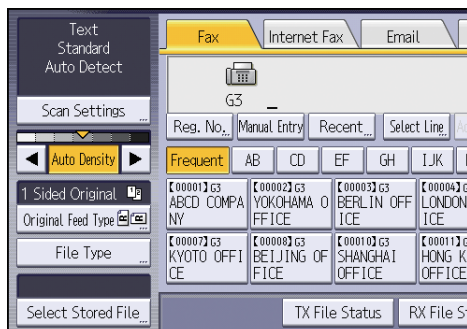 Text
Standard
Auto Detect
Scan Settings
Auto Density
1 Sided Original
Original Feed Type
File Type
Select Stored File
Fax
Internet Fax
Email
G3 _
Reg. No.
Manual Entry
Recent
Select Line
Frequent
AB
CD
EF
GH
IJK
【00001】G3
ABCD COMPA
NY
【00002】G3
YOKOHAMA O
FFICE
【00003】G3
BERLIN OFF
ICE
【00004】G
LONDON
ICE
【00007】G3
KYOTO OFFI
CE
【00008】G3
BEIJING OF
FICE
【00010】G3
SHANGHAI
OFFICE
【00011】G
HONG K
OFFICE
TX File Status
RX File S